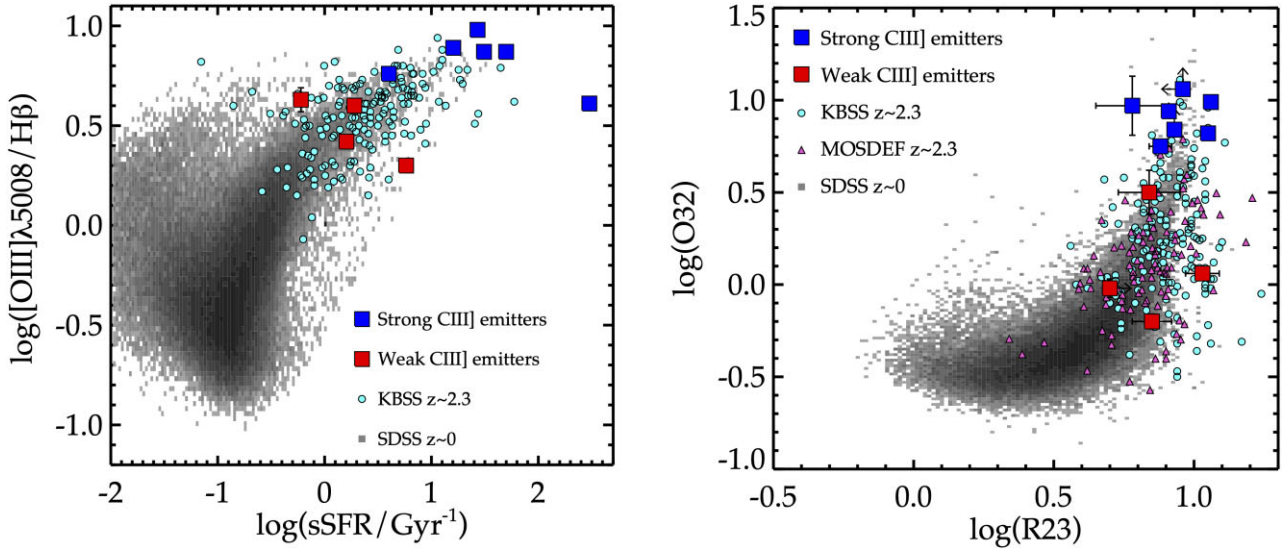 log([OIII]λ5008/Hβ)
1.0
0.5
0.0
-0.5
-1.0
Strong CIII] emitters
Weak CIII] emitters
KBSS z~2.3
SDSS z~0
-2
-1
0
1
2
log(sSFR/Gyr⁻¹)
log(O32)
1.5
1.0
0.5
0.0
-0.5
-1.0
Strong CIII] emitters
Weak CIII] emitters
KBSS z~2.3
MOSDEF z~2.3
SDSS z~0
-0.5
0.0
0.5
1.0
log(R23)